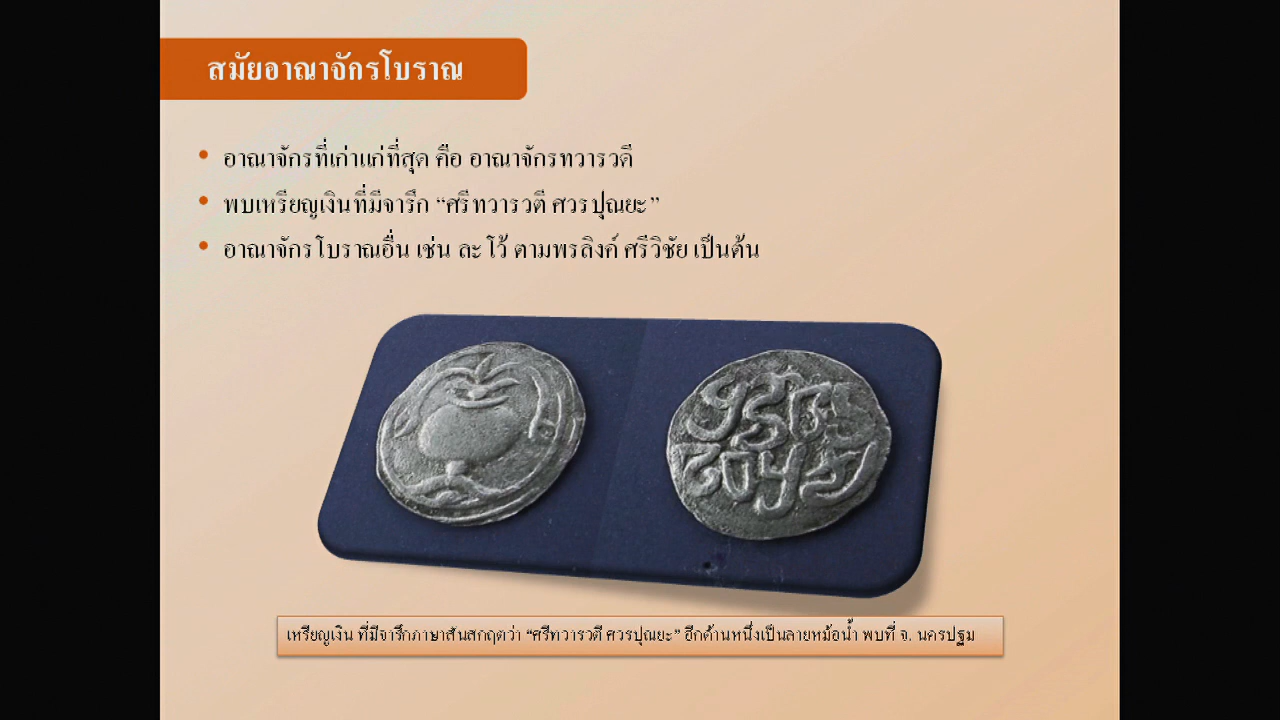 สมัยอาณาจักรโบราณ
อาณาจักรที่เก่าแก่ที่สุด คือ อาณาจักรทวารวดี
พบเหรียญเงินที่มีจารึก “ศรีทวารวดี ศวรปุณยะ”
อาณาจักรโบราณอื่น เช่น ละโว้ ตามพรลิงค์ ศรีวิชัย เป็นต้น
เหรียญเงิน ที่มีจารึกภาษาสันสกฤตว่า “ศรีทวารวดี ศวรปุณยะ” อีกด้านหนึ่งเป็นลายหม้อน้ำ พบที่ จ. นครปฐม